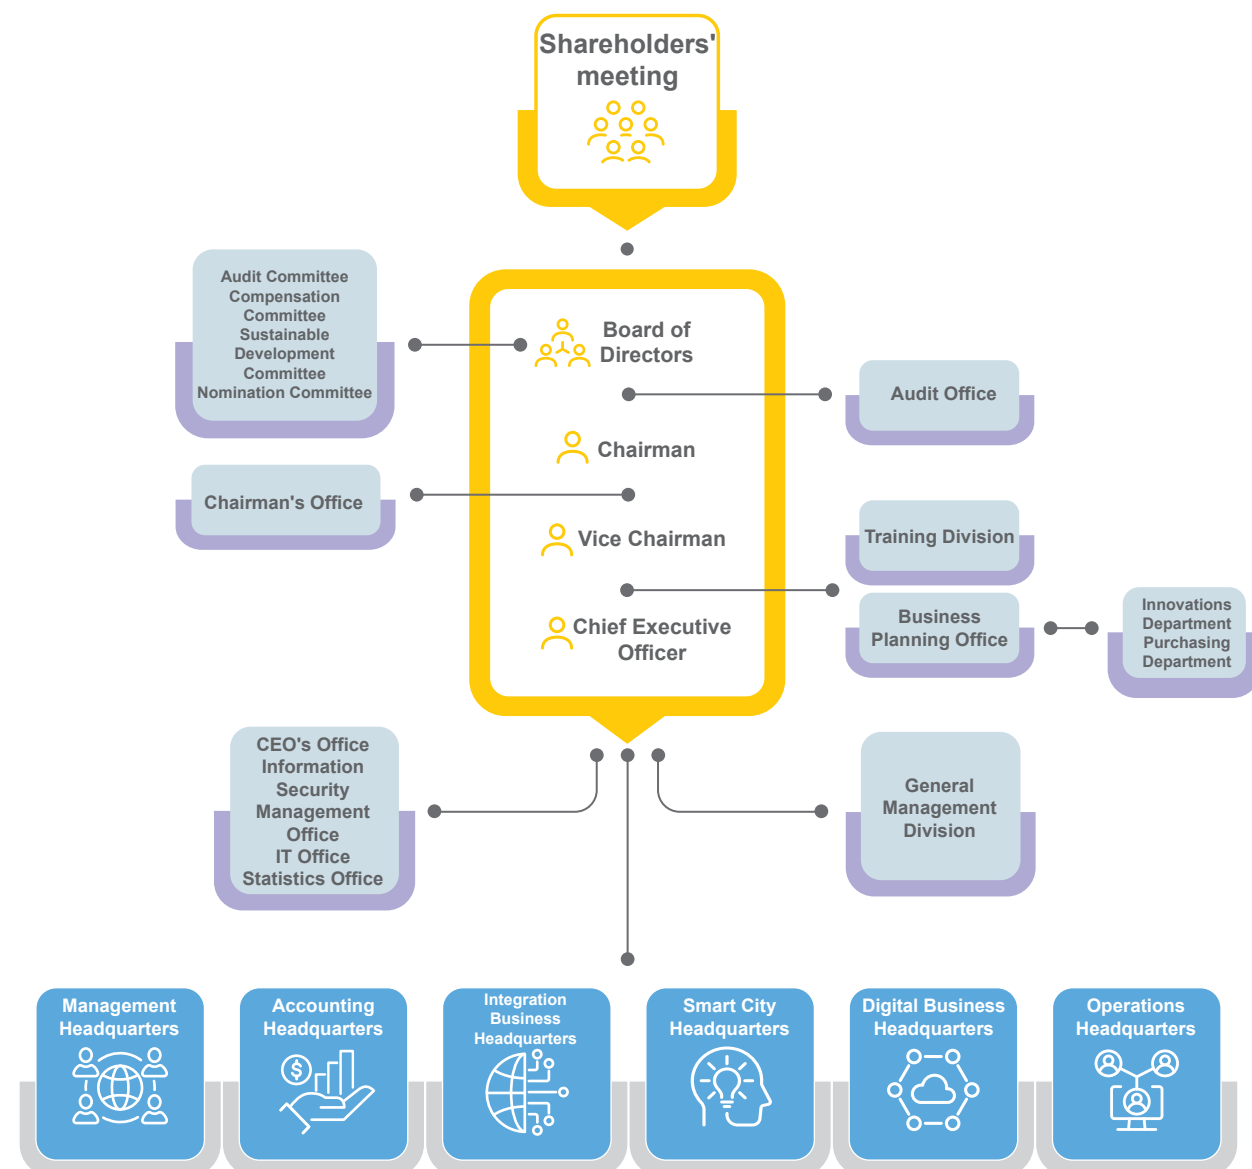 Shareholders'
meeting
Audit Committee
Compensation
Committee
Sustainable
Development
Committee
Nomination Committee
Board of
Directors
Audit Office
Chairman
Chairman's Office
Vice Chairman
Training Division
Chief Executive
Officer
Business
Planning Office
Innovations
Department
Purchasing
Department
CEO's Office
Information
Security
Management
Office
IT Office
Statistics Office
General
Management
Division
Management
Headquarters
Accounting
Headquarters
$
Integration
Business
Headquarters
Smart City
Headquarters
Digital Business
Headquarters
Operations
Headquarters